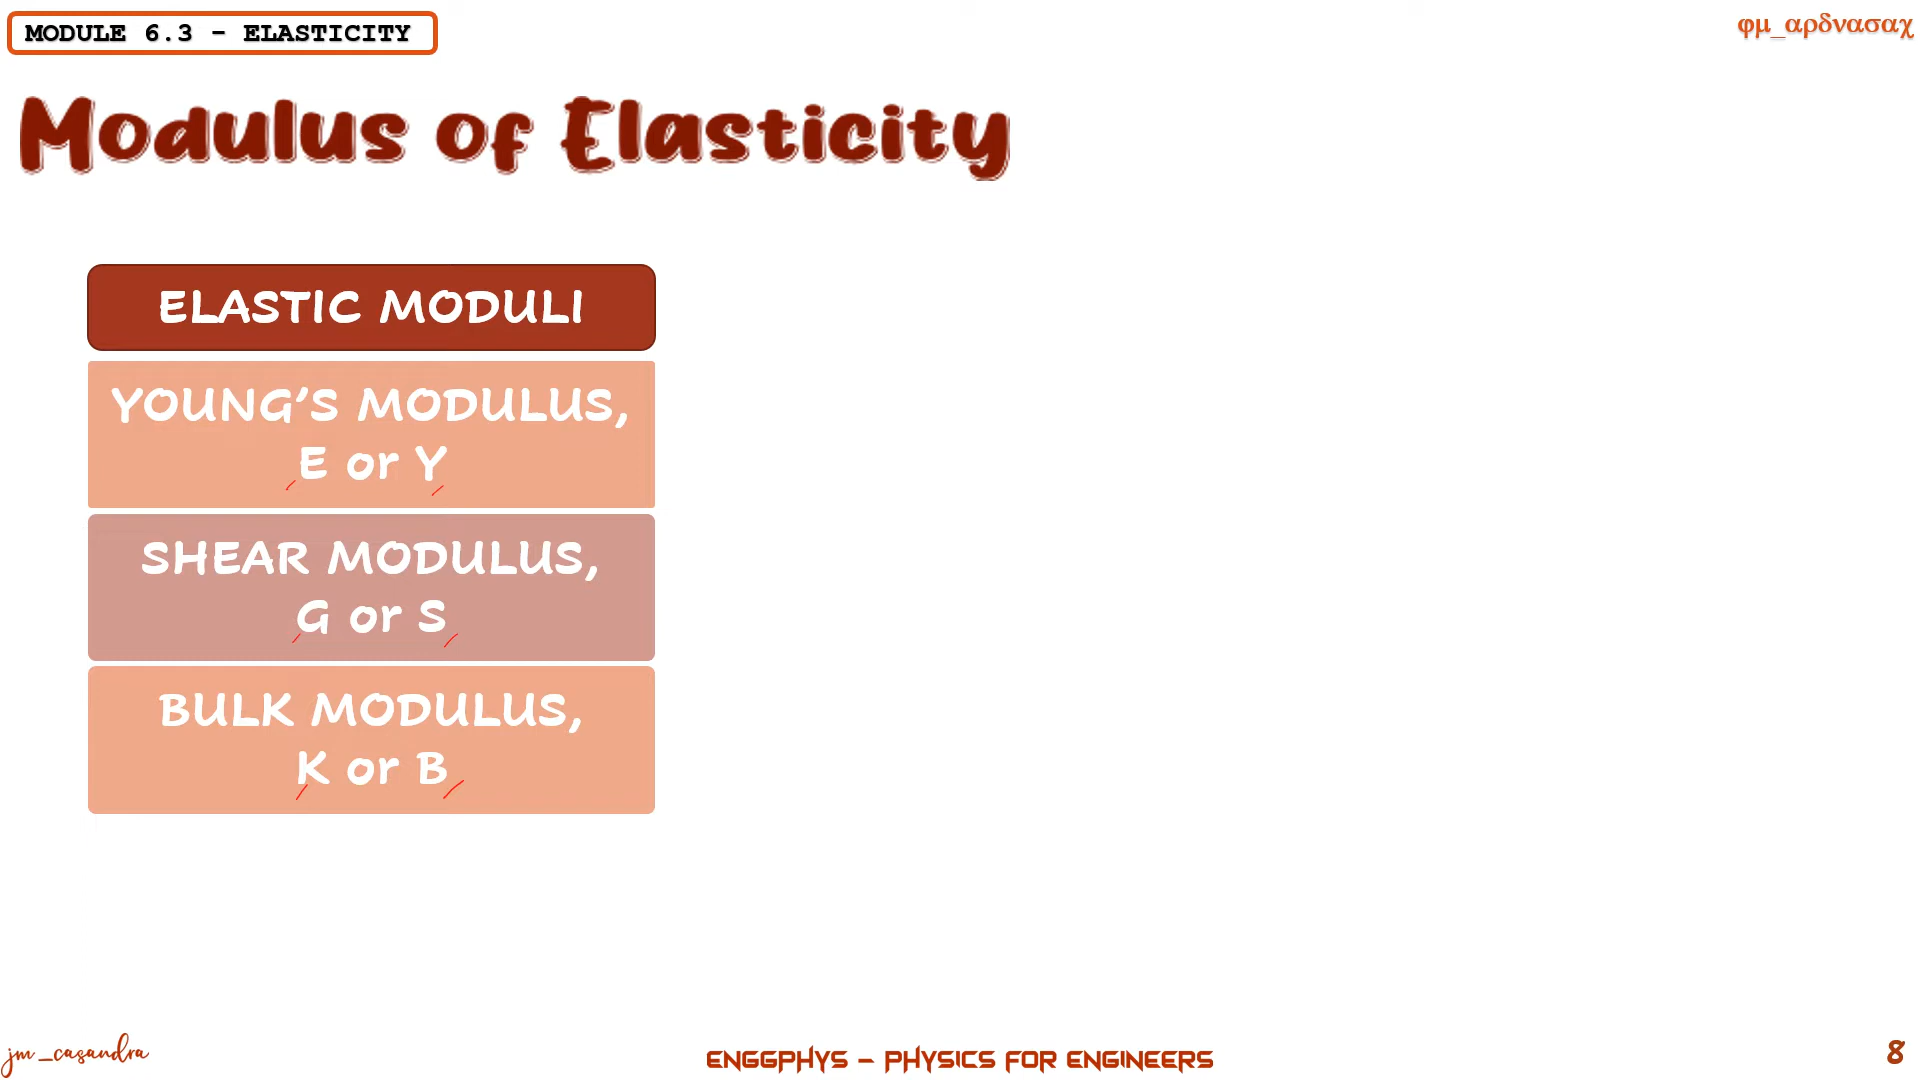 MODULE 6.3 - ELASTICITY
φμ_αρδνασαχ
Modulus of Elasticity
ELASTIC MODULI
YOUNG'S MODULUS,
E or Y
SHEAR MODULUS,
G or S
BULK MODULUS,
K or B
jm_casandra
ENGGPHYS – PHYSICS FOR ENGINEERS
8